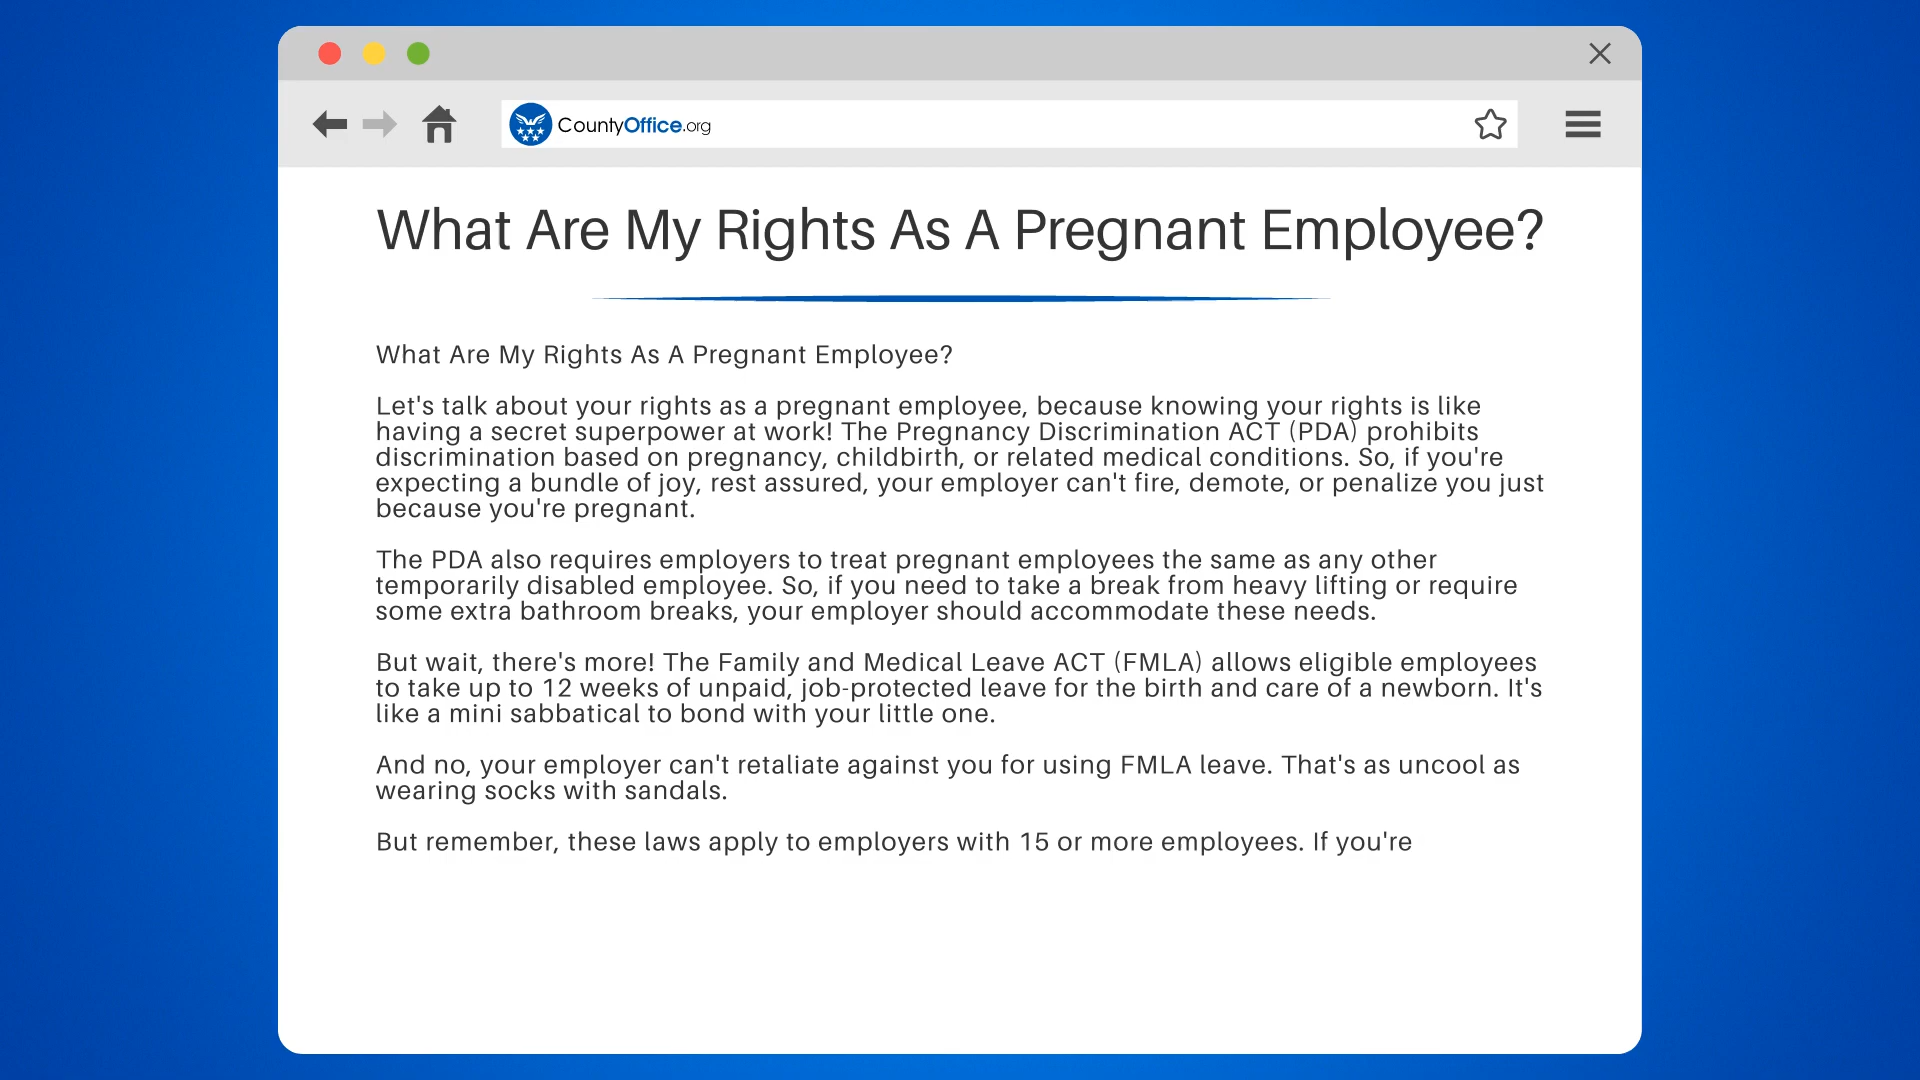 CountyOffice.org
What Are My Rights As A Pregnant Employee?
What Are My Rights As A Pregnant Employee?
Let's talk about your rights as a pregnant employee, because knowing your rights is like
having a secret superpower at work! The Pregnancy Discrimination ACT (PDA) prohibits
discrimination based on pregnancy, childbirth, or related medical conditions. So, if you're
expecting a bundle of joy, rest assured, your employer can't fire, demote, or penalize you just
because you're pregnant.
The PDA also requires employers to treat pregnant employees the same as any other
temporarily disabled employee. So, if you need to take a break from heavy lifting or require
some extra bathroom breaks, your employer should accommodate these needs.
But wait, there's more! The Family and Medical Leave ACT (FMLA) allows eligible employees
to take up to 12 weeks of unpaid, job-protected leave for the birth and care of a newborn. It's
like a mini sabbatical to bond with your little one.
And no, your employer can't retaliate against you for using FMLA leave. That's as uncool as
wearing socks with sandals.
But remember, these laws apply to employers with 15 or more employees. If you're